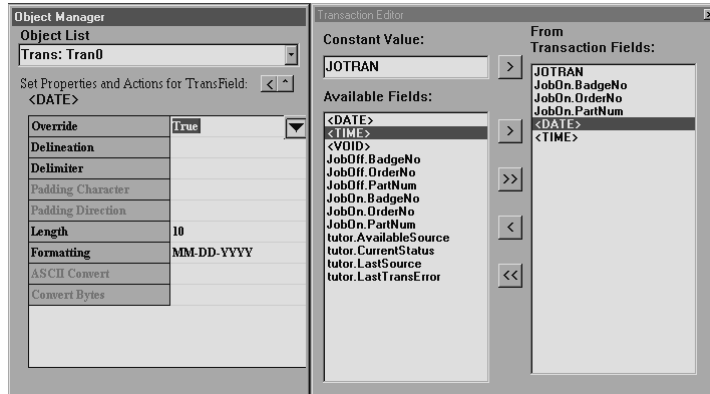 Object Manager
Object List
Trans: Tran0
Set Properties and Actions for TransField: < ^
<DATE>
Override True
Delineation
Delimiter
Padding Character
Padding Direction
Length 10
Formatting MM-DD-YYYY
ASCII Convert
Convert Bytes
Transaction Editor
Constant Value:
JOTRAN
>
Available Fields:
<DATE>
<TIME>
<VOID>
JobOff.BadgeNo
JobOff.OrderNo
JobOff.PartNum
JobOn.BadgeNo
JobOn.OrderNo
JobOn.PartNum
tutor.AvailableSource
tutor.CurrentStatus
tutor.LastSource
tutor.LastTransError
>
>>
<
<<
From
Transaction Fields:
JOTRAN
JobOn.BadgeNo
JobOn.OrderNo
JobOn.PartNum
<DATE>
<TIME>